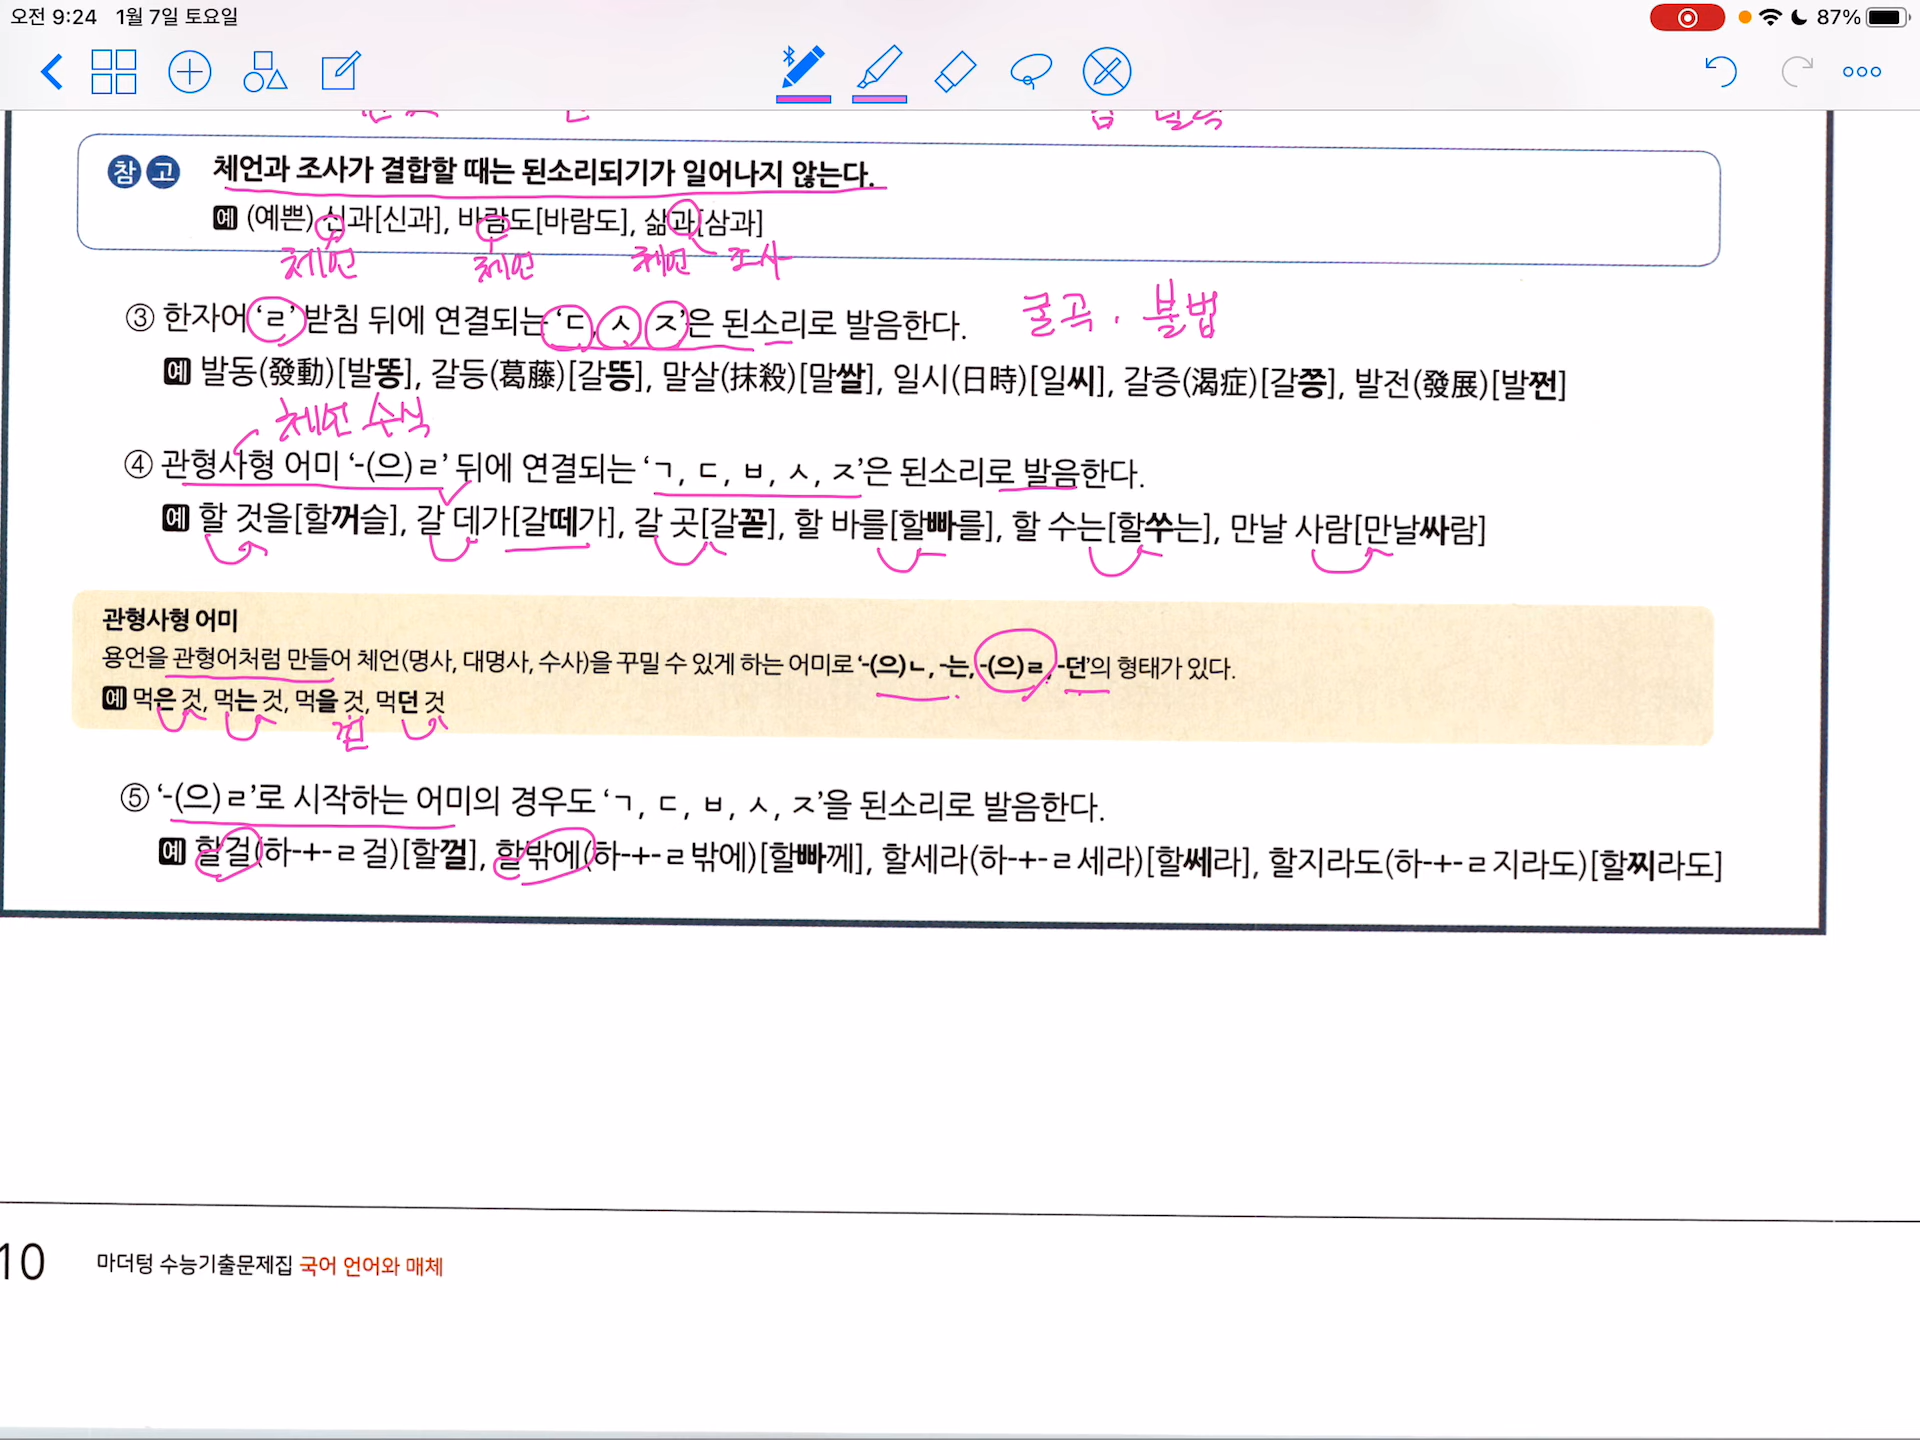 오전 9:24 1월 7일 토요일 87%
참고 체언과 조사가 결합할 때는 된소리되기가 일어나지 않는다.
예 (예쁜) 신과[신과], 바람도[바람도], 삶과[삼과]
체언 체언 체언 조사
③ 한자어 ‘ㄹ’ 받침 뒤에 연결되는 ‘ㄷ, ㅅ, ㅈ’은 된소리로 발음한다. 굴곡, 불법
예 발동(發動)[발똥], 갈등(葛藤)[갈뜽], 말살(抹殺)[말쌀], 일시(日時)[일씨], 갈증(渴症)[갈쯩], 발전(發展)[발쩐]
체언 수식
④ 관형사형 어미 ‘-(으)ㄹ’ 뒤에 연결되는 ‘ㄱ, ㄷ, ㅂ, ㅅ, ㅈ’은 된소리로 발음한다.
예 할 것을[할꺼슬], 갈 데가[갈떼가], 갈 곳[갈꼳], 할 바를[할빠를], 할 수는[할쑤는], 만날 사람[만날싸람]
관형사형 어미
용언을 관형어처럼 만들어 체언(명사, 대명사, 수사)을 꾸밀 수 있게 하는 어미로 ‘-(으)ㄴ, -는, -(으)ㄹ, -던’의 형태가 있다.
예 먹은 것, 먹는 것, 먹을 것, 먹던 것
⑤ ‘-(으)ㄹ’로 시작하는 어미의 경우도 ‘ㄱ, ㄷ, ㅂ, ㅅ, ㅈ’을 된소리로 발음한다.
예 할걸(하-+-ㄹ걸)[할껄], 할밖에(하-+-ㄹ밖에)[할빠께], 할세라(하-+-ㄹ세라)[할쎄라], 할지라도(하-+-ㄹ지라도)[할찌라도]
10 마더텅 수능기출문제집 국어 언어와 매체